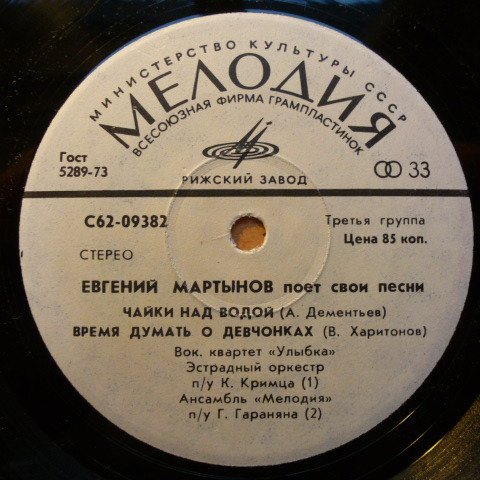 МИНИСТЕРСТВО КУЛЬТУРЫ СССР
МЕЛОДИЯ
ВСЕСОЮЗНАЯ ФИРМА ГРАМПЛАСТИНОК
Гост
5289-73
33
РИЖСКИЙ ЗАВОД
С62-09382
Третья группа
Цена 85 коп.
СТЕРЕО
ЕВГЕНИЙ МАРТЫНОВ поет свои песни
ЧАЙКИ НАД ВОДОЙ (А. Дементьев)
ВРЕМЯ ДУМАТЬ О ДЕВЧОНКАХ (В. Харитонов)
Вок. квартет «Улыбка»
Эстрадный оркестр
п/у К. Кримца (1)
Ансамбль «Мелодия»
п/у Г. Гараняна (2)